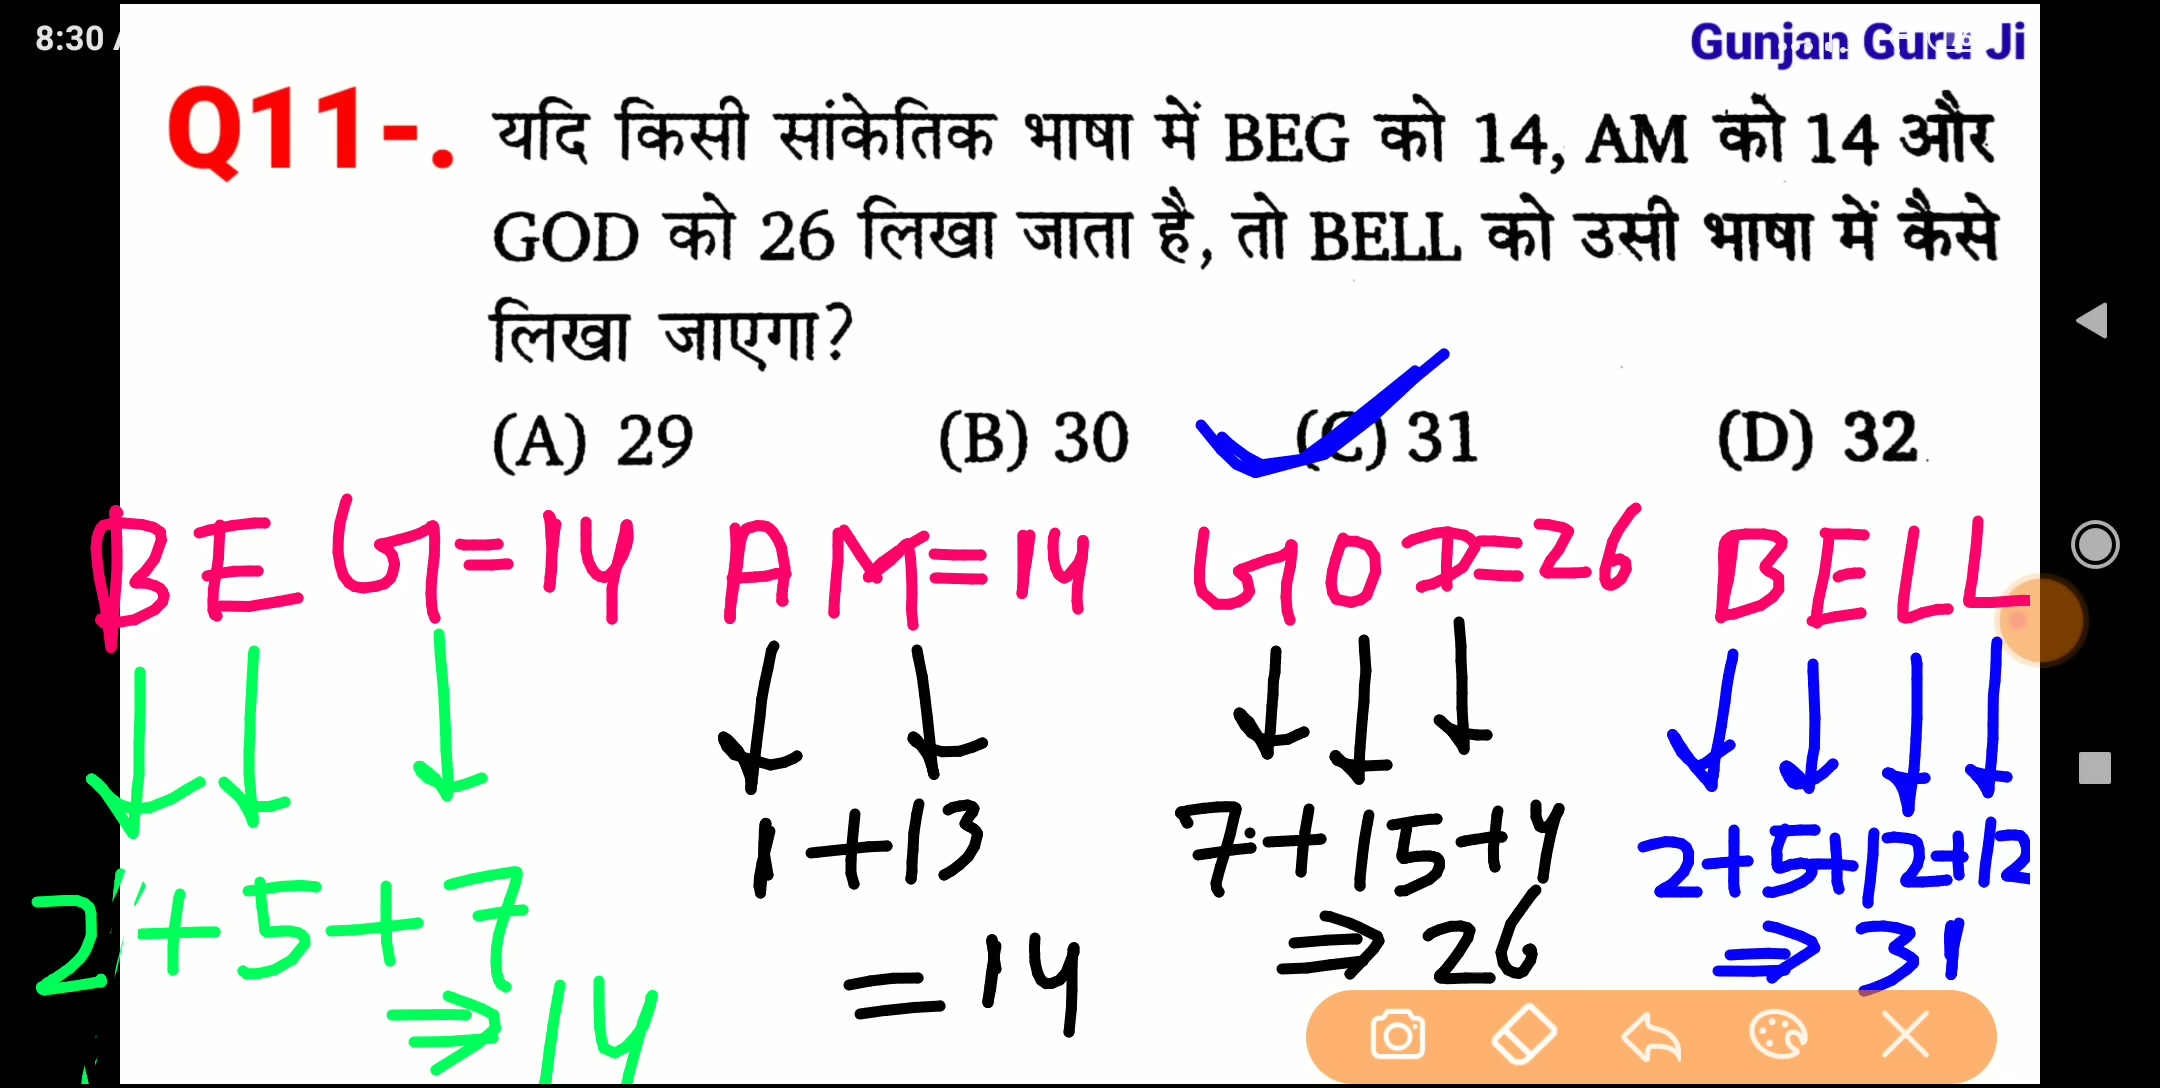 8:30
Gunjan Guru Ji
Q11-. यदि किसी सांकेतिक भाषा में BEG को 14, AM को 14 और
GOD को 26 लिखा जाता है, तो BELL को उसी भाषा में कैसे
लिखा जाएगा?
(A) 29 (B) 30 (C) 31 (D) 32
BEG=14 AM=14 GOD=26 BELL
2+5+7 1+13 7+15+4 2+5+12+12
⇒14 =14 ⇒26 ⇒31